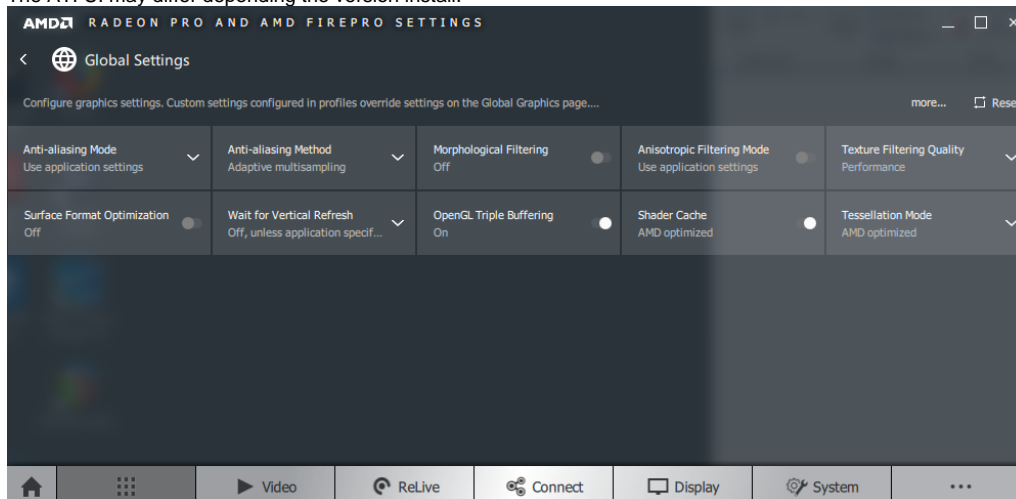 AMD RADEON PRO AND AMD FIREPRO SETTINGS
Global Settings
Configure graphics settings. Custom settings configured in profiles override settings on the Global Graphics page.... more... Rese
Anti-aliasing Mode
Use application settings
Anti-aliasing Method
Adaptive multisampling
Morphological Filtering
Off
Anisotropic Filtering Mode
Use application settings
Texture Filtering Quality
Performance
Surface Format Optimization
Off
Wait for Vertical Refresh
Off, unless application specif...
OpenGL Triple Buffering
On
Shader Cache
AMD optimized
Tessellation Mode
AMD optimized
Video ReLive Connect Display System